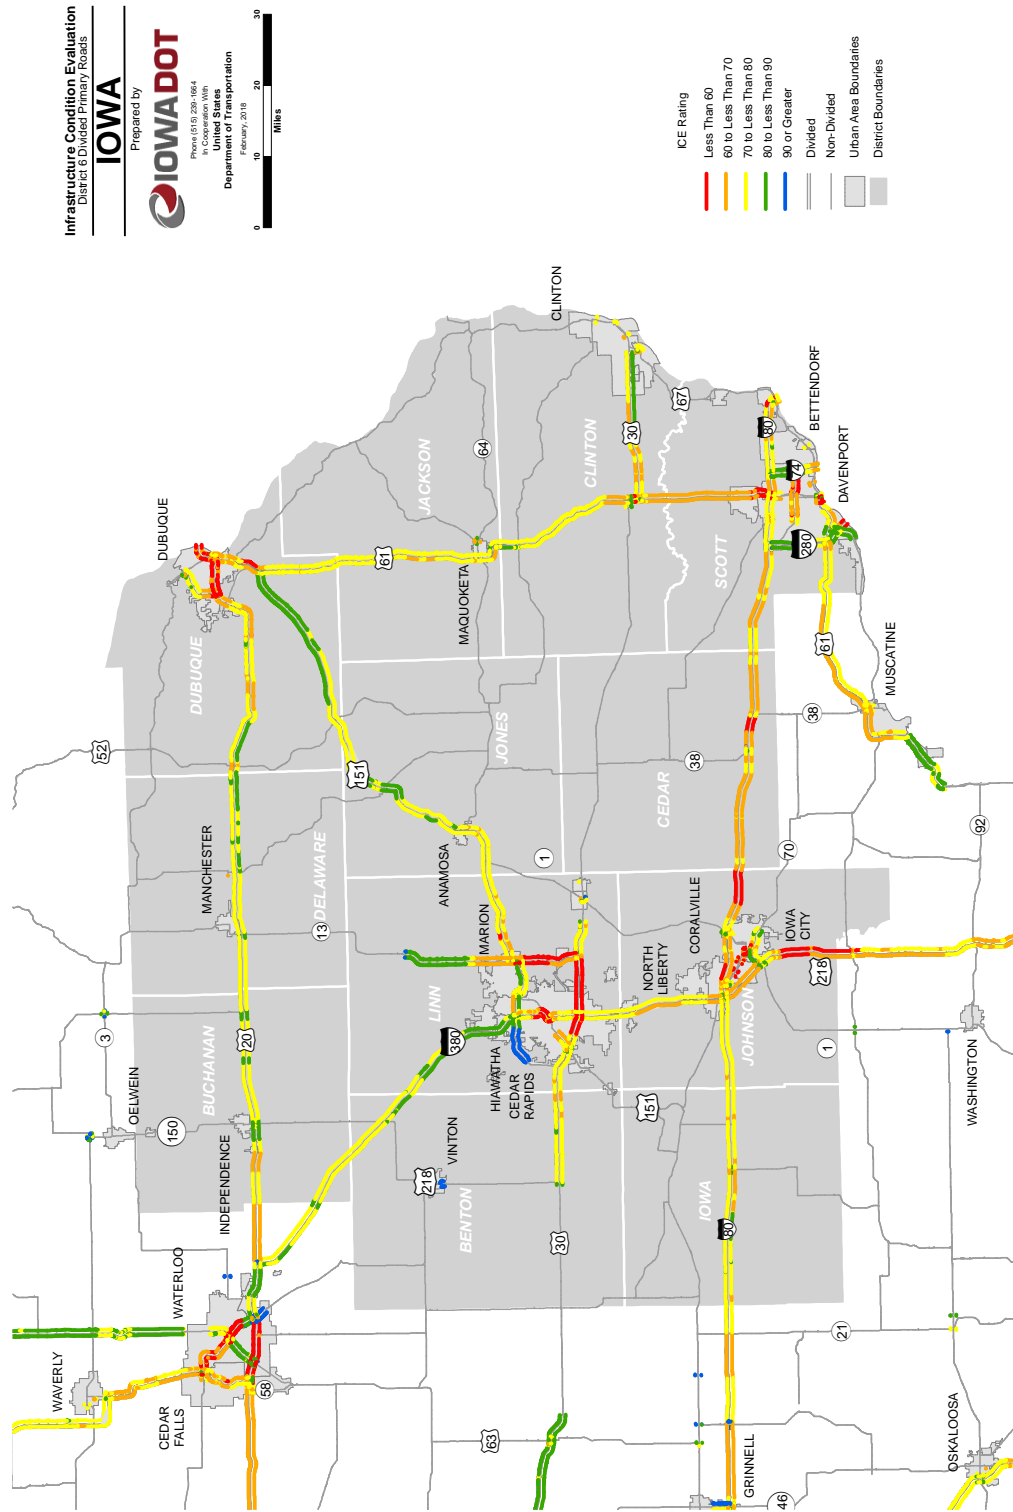 Infrastructure Condition Evaluation
District 6 Divided Primary Roads
IOWA
Prepared by
IOWADOT
Phone (515) 239-1664
In Cooperation With
United States
Department of Transportation
February, 2018
0 10 20 30
Miles
ICE Rating
Less Than 60
60 to Less Than 70
70 to Less Than 80
80 to Less Than 90
90 or Greater
Divided
Non-Divided
Urban Area Boundaries
District Boundaries
WAVERLY
CEDAR
FALLS
WATERLOO
58
63
3
OELWEIN
150
INDEPENDENCE
BUCHANAN
20
MANCHESTER
13
DELAWARE
52
DUBUQUE
DUBUQUE
61
JACKSON
64
MAQUOKETA
VINTON
218
BENTON
30
HIAWATHA
CEDAR
RAPIDS
LINN
380
MARION
ANAMOSA
151
JONES
1
CLINTON
CLINTON
30
67
GRINNELL
46
21
80
IOWA
151
NORTH
LIBERTY
CORALVILLE
JOHNSON
IOWA
CITY
218
1
CEDAR
38
70
38
SCOTT
80
74
280
BETTENDORF
DAVENPORT
61
MUSCATINE
92
WASHINGTON
OSKALOOSA